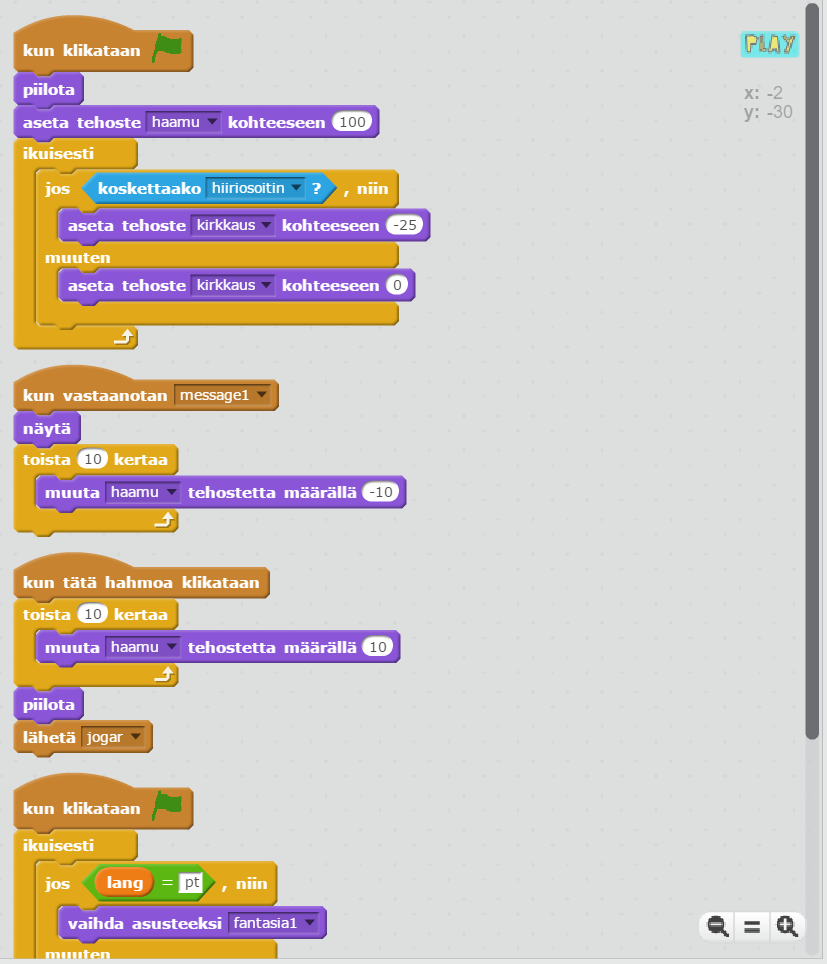 kun klikataan
piilota
aseta tehoste haamu kohteeseen 100
ikuisesti
jos koskettaako hiiriosoitin ? , niin
aseta tehoste kirkkaus kohteeseen -25
muuten
aseta tehoste kirkkaus kohteeseen 0
kun vastaanotan message1
näytä
toista 10 kertaa
muuta haamu tehostetta määrällä -10
kun tätä hahmoa klikataan
toista 10 kertaa
muuta haamu tehostetta määrällä 10
piilota
lähetä jogar
kun klikataan
ikuisesti
jos lang = pt , niin
vaihda asusteeksi fantasia1
muuten
PLAY
x: -2
y: -30